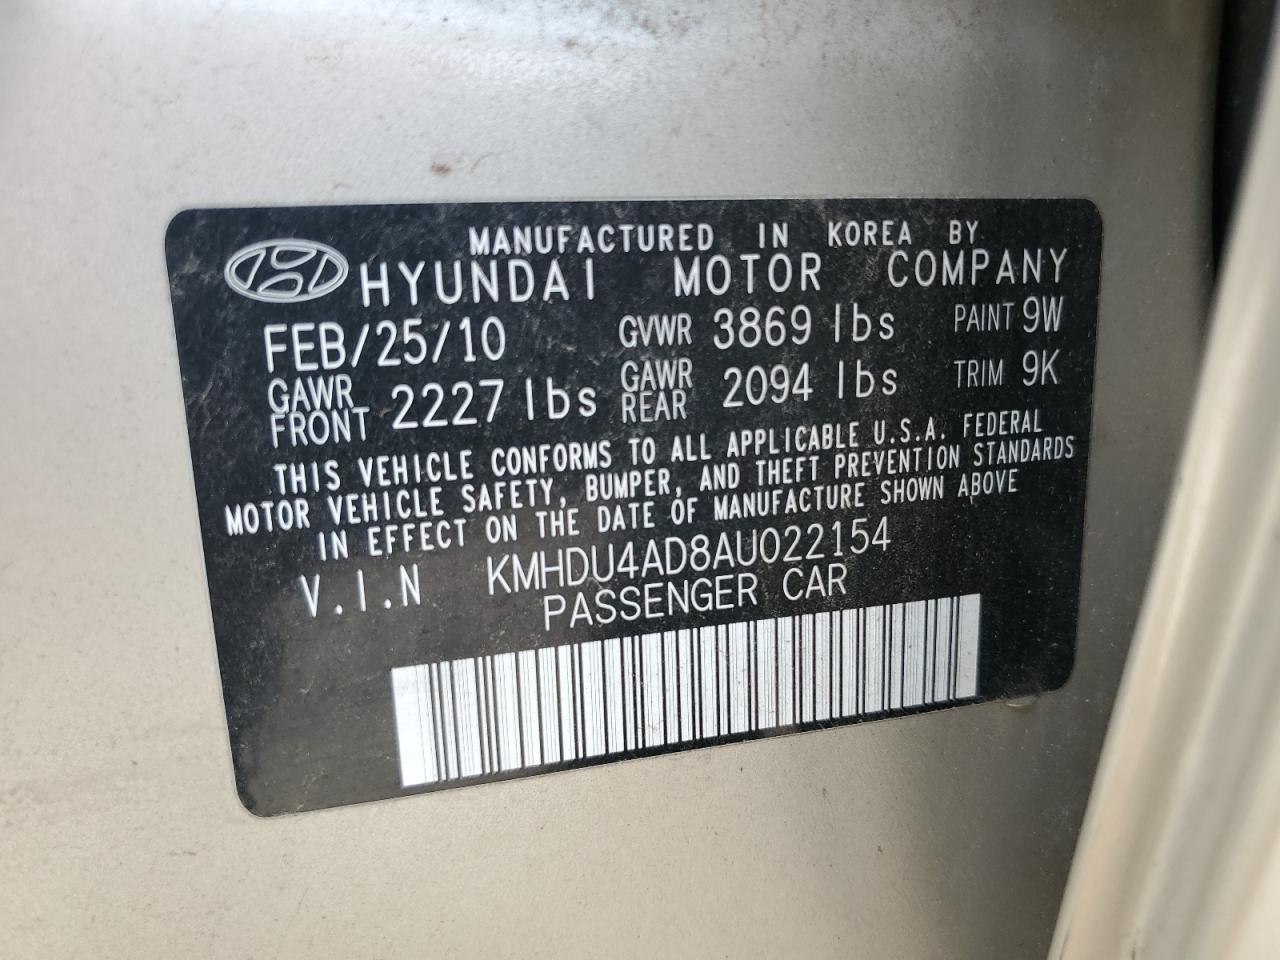 MANUFACTURED IN KOREA BY
HYUNDAI MOTOR COMPANY
FEB/25/10 GVWR 3869 lbs PAINT 9W
GAWR FRONT 2227 lbs GAWR REAR 2094 lbs TRIM 9K
THIS VEHICLE CONFORMS TO ALL APPLICABLE U.S.A. FEDERAL
MOTOR VEHICLE SAFETY, BUMPER, AND THEFT PREVENTION STANDARDS
IN EFFECT ON THE DATE OF MANUFACTURE SHOWN ABOVE
V.I.N KMHDU4AD8AU022154
PASSENGER CAR